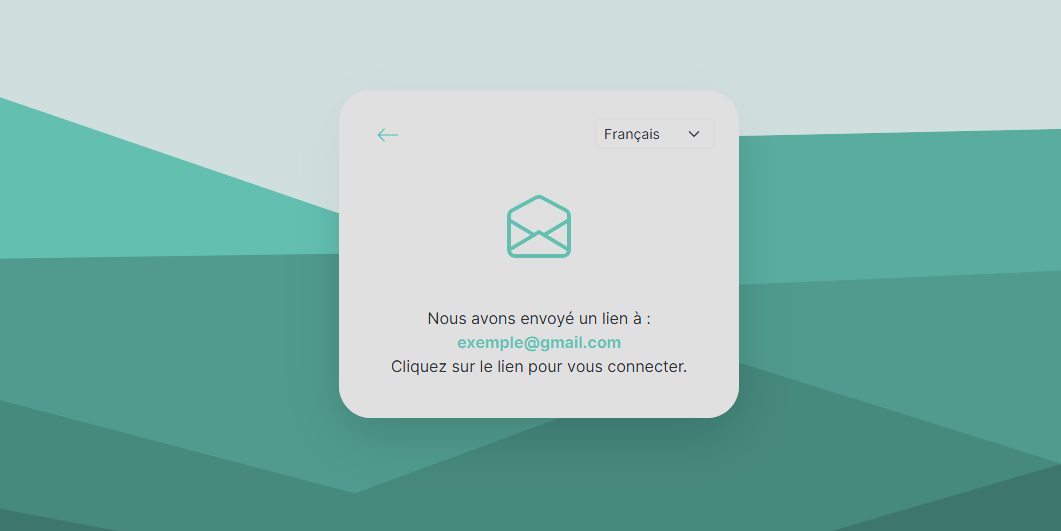 Français
Nous avons envoyé un lien à :
exemple@gmail.com
Cliquez sur le lien pour vous connecter.